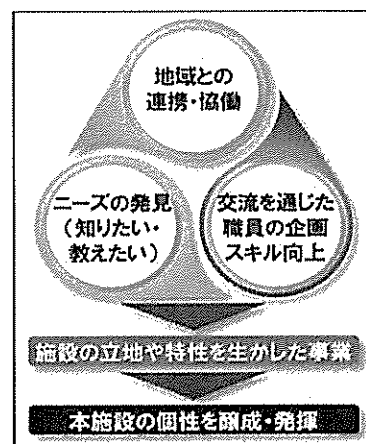 地域との
連携・協働
ニーズの発見
(知りたい・
教えたい)
交流を通じた
職員の企画
スキル向上
施設の立地や特性を生かした事業
本施設の個性を醸成・発揮